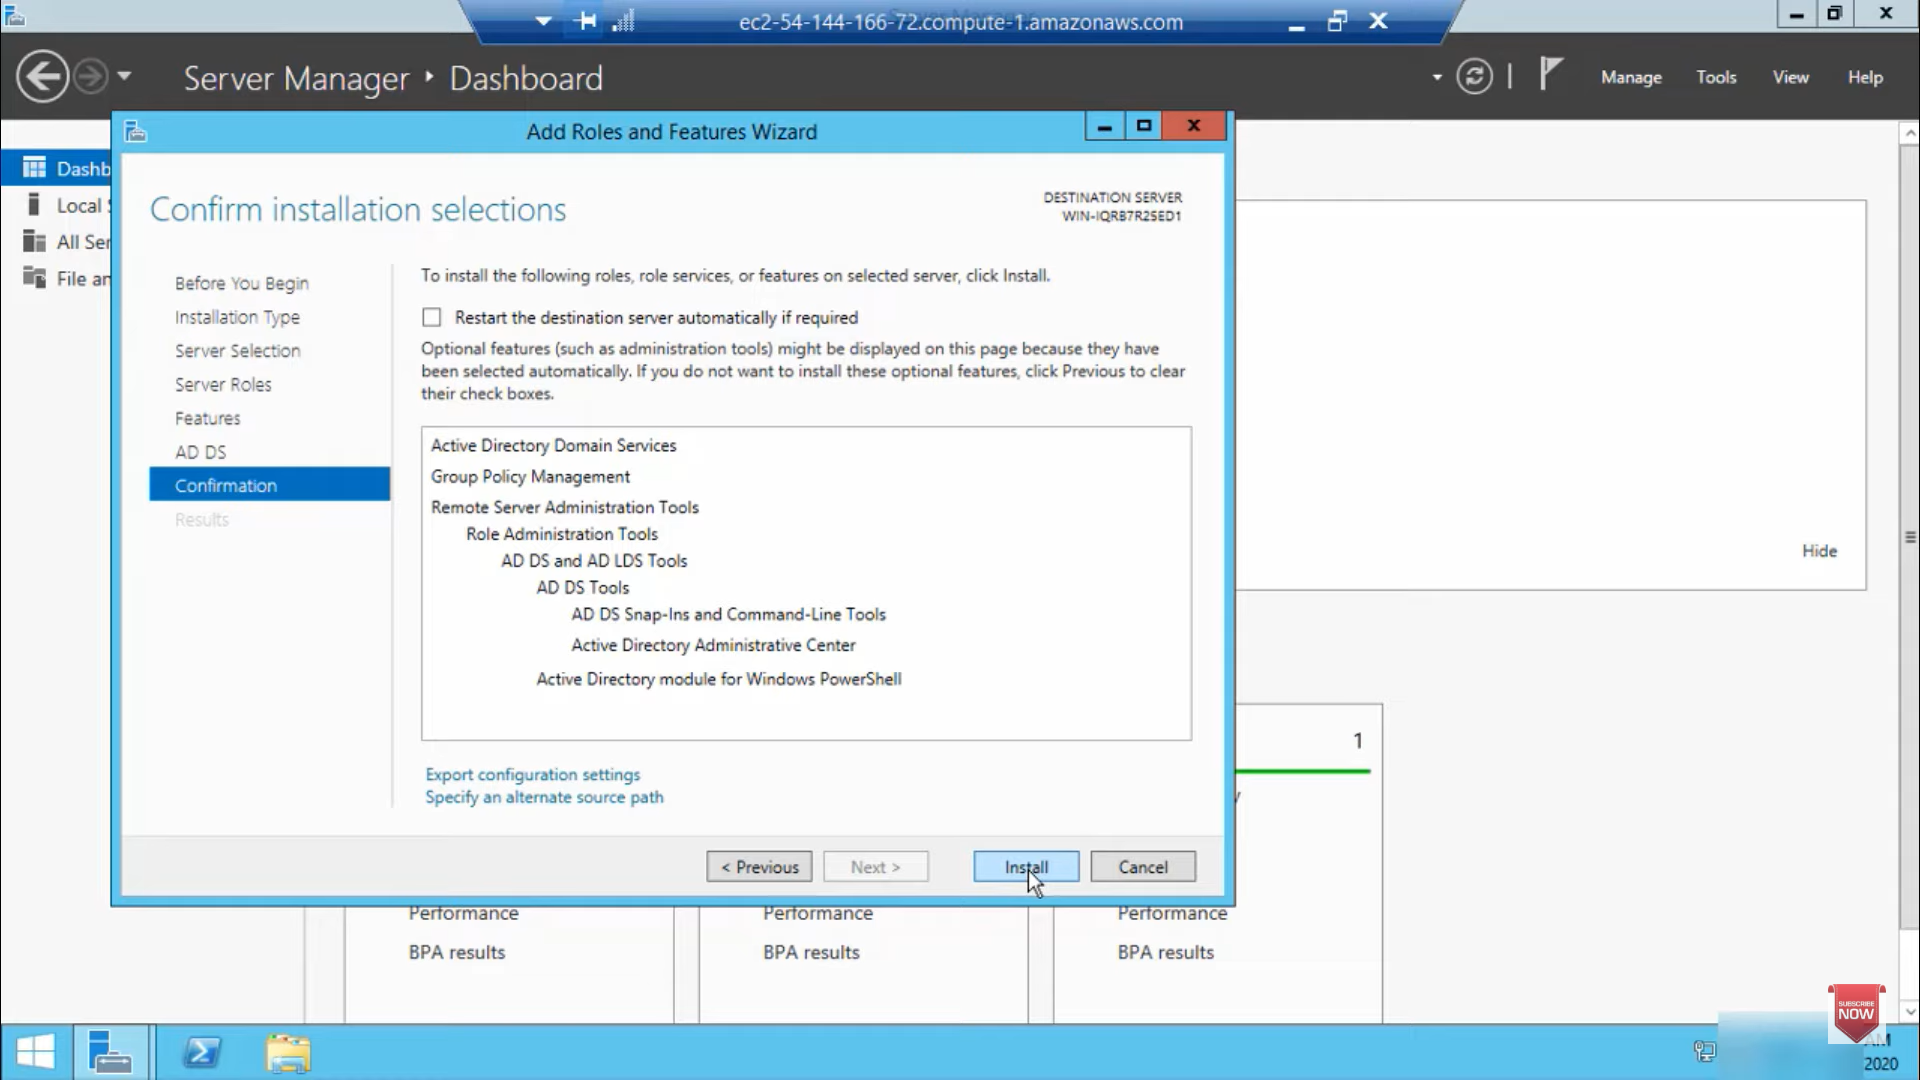 ec2-54-144-166-72.compute-1.amazonaws.com
Server Manager ‣ Dashboard
Manage Tools View Help
Add Roles and Features Wizard
Dashb
Local
All Ser
File an
Confirm installation selections
DESTINATION SERVER
WIN-IQRB7R25ED1
Before You Begin
Installation Type
Server Selection
Server Roles
Features
AD DS
Confirmation
Results
To install the following roles, role services, or features on selected server, click Install.
Restart the destination server automatically if required
Optional features (such as administration tools) might be displayed on this page because they have
been selected automatically. If you do not want to install these optional features, click Previous to clear
their check boxes.
Active Directory Domain Services
Group Policy Management
Remote Server Administration Tools
Role Administration Tools
AD DS and AD LDS Tools
AD DS Tools
AD DS Snap-Ins and Command-Line Tools
Active Directory Administrative Center
Active Directory module for Windows PowerShell
Export configuration settings
Specify an alternate source path
< Previous Next > Install Cancel
Hide
1
Performance Performance Performance
BPA results BPA results BPA results
SUBSCRIBE
NOW
AM
2020